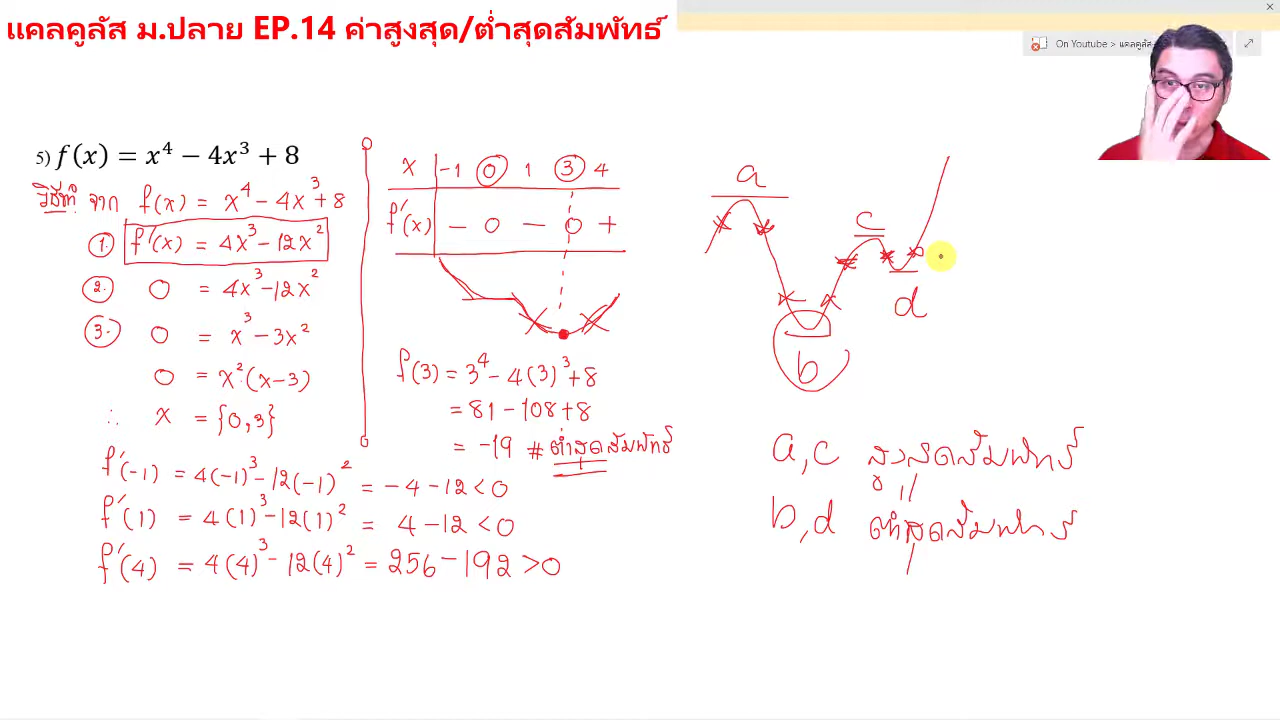 แคลคูลัส ม.ปลาย EP.14 ค่าสูงสุด/ต่ำสุดสัมพัทธ์
On Youtube > แคลคูลัส
5) f(x) = x⁴ − 4x³ + 8
วิธีทำ จาก f(x) = x⁴ − 4x³ + 8
1. f′(x) = 4x³ − 12x²
2. 0 = 4x³ − 12x²
3. 0 = x³ − 3x²
0 = x²(x−3)
∴ x = {0,3}
f′(-1) = 4(-1)³ − 12(-1)² = −4 − 12 < 0
f′(1) = 4(1)³ − 12(1)² = 4 − 12 < 0
f′(4) = 4(4)³ − 12(4)² = 256 − 192 > 0
x -1 0 1 3 4
f′(x) − 0 − 0 +
f(3) = 3⁴ − 4(3)³ + 8
= 81 − 108 + 8
= −19 # ต่ำสุดสัมพัทธ์
a
c
d
b
a,c สูงสุดสัมพัทธ์
b,d ต่ำสุดสัมพัทธ์